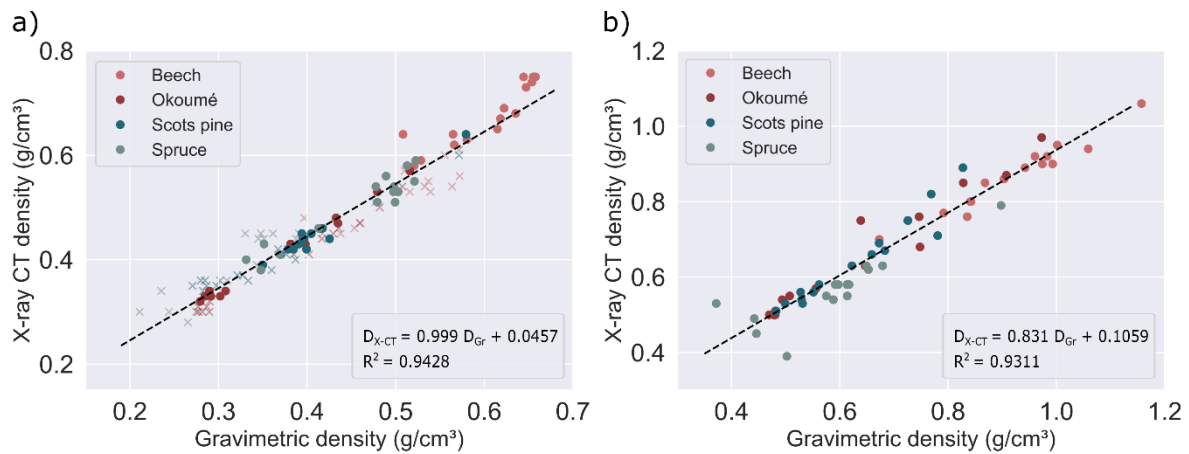 a)
X-ray CT density (g/cm³)
0.8
0.6
0.4
0.2
Beech
Okoumé
Scots pine
Spruce
D_X-CT = 0.999 D_Gr + 0.0457
R² = 0.9428
0.2 0.3 0.4 0.5 0.6 0.7
Gravimetric density (g/cm³)
b)
X-ray CT density (g/cm³)
1.2
1.0
0.8
0.6
0.4
Beech
Okoumé
Scots pine
Spruce
D_X-CT = 0.831 D_Gr + 0.1059
R² = 0.9311
0.4 0.6 0.8 1.0 1.2
Gravimetric density (g/cm³)